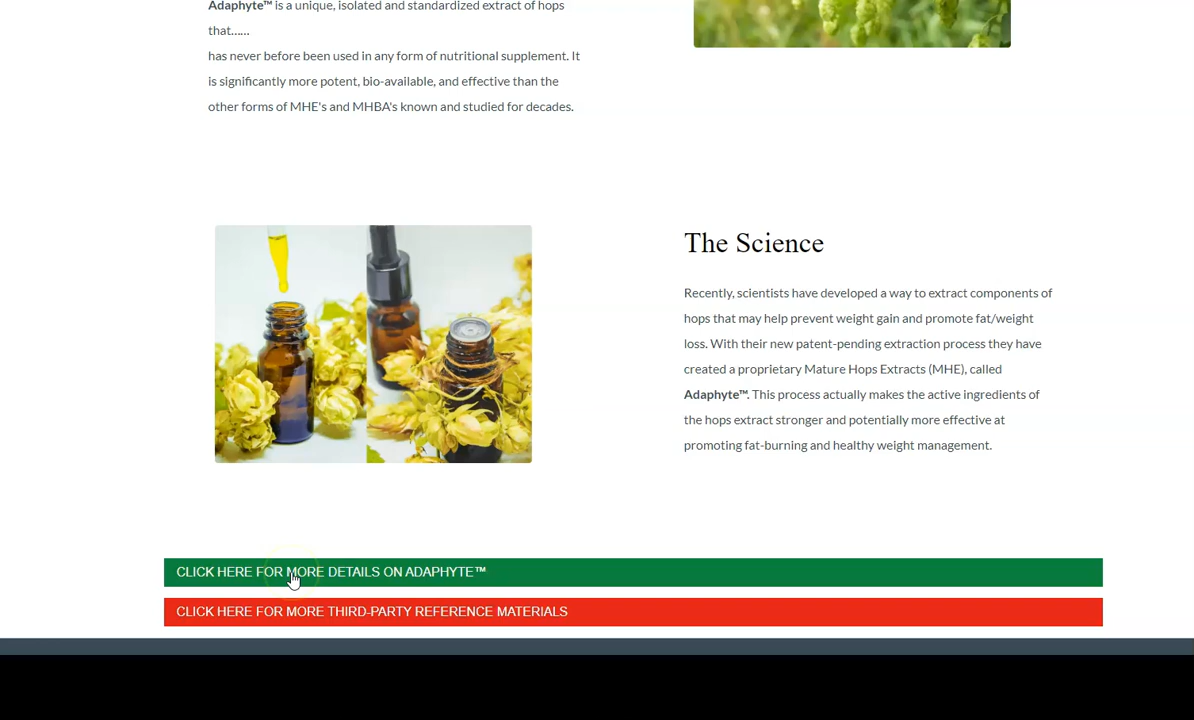 Adaphyte™ is a unique, isolated and standardized extract of hops
that......
has never before been used in any form of nutritional supplement. It
is significantly more potent, bio-available, and effective than the
other forms of MHE's and MHBA's known and studied for decades.
The Science
Recently, scientists have developed a way to extract components of
hops that may help prevent weight gain and promote fat/weight
loss. With their new patent-pending extraction process they have
created a proprietary Mature Hops Extracts (MHE), called
Adaphyte™. This process actually makes the active ingredients of
the hops extract stronger and potentially more effective at
promoting fat-burning and healthy weight management.
CLICK HERE FOR MORE DETAILS ON ADAPHYTE™
CLICK HERE FOR MORE THIRD-PARTY REFERENCE MATERIALS